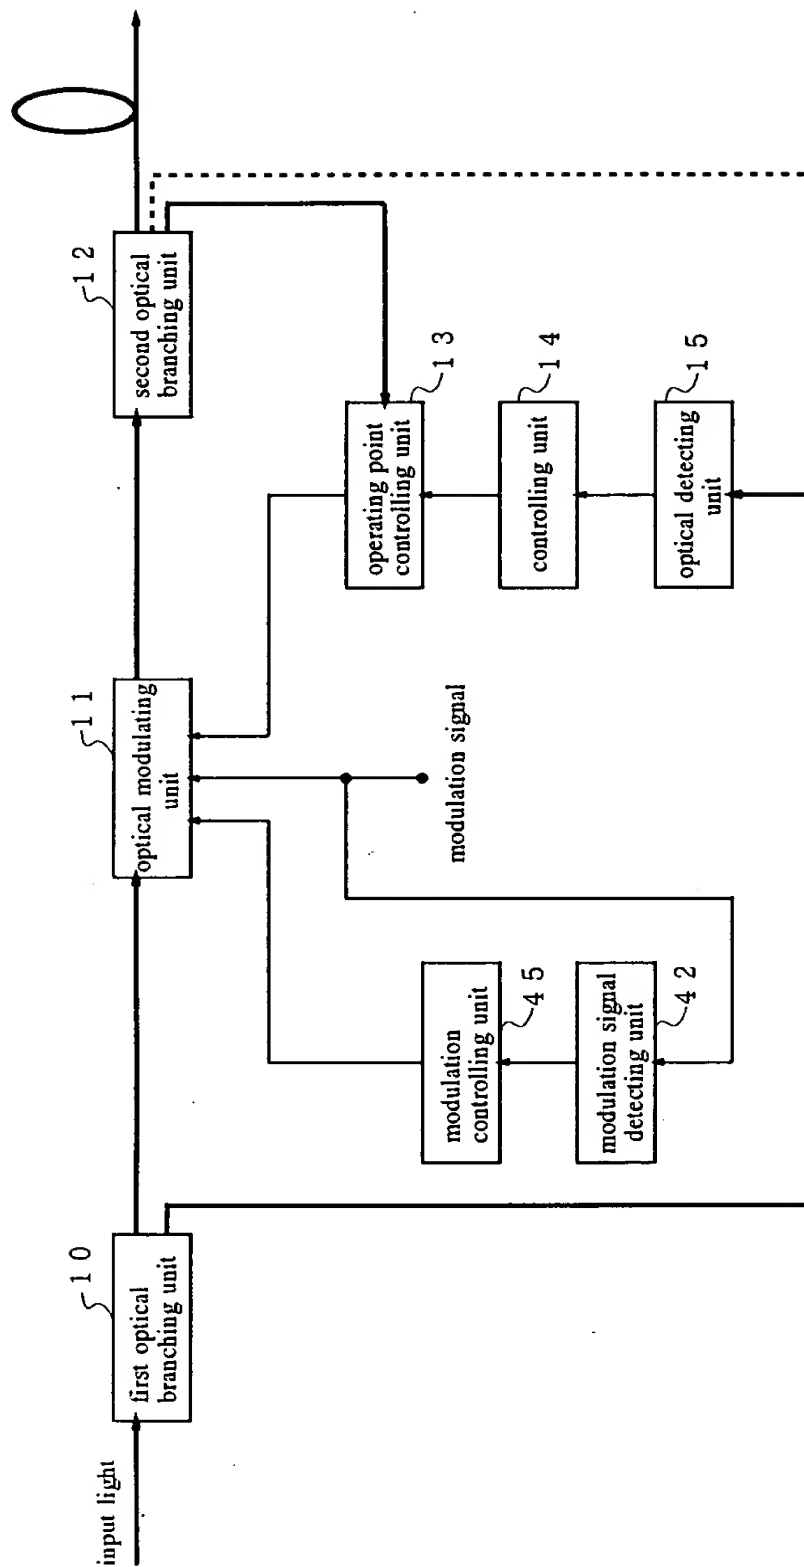 input light
first optical
branching unit
10
optical modulating
unit
11
second optical
branching unit
12
modulation
controlling unit
45
modulation signal
detecting unit
42
modulation signal
operating point
controlling unit
13
controlling unit
14
optical detecting
unit
15